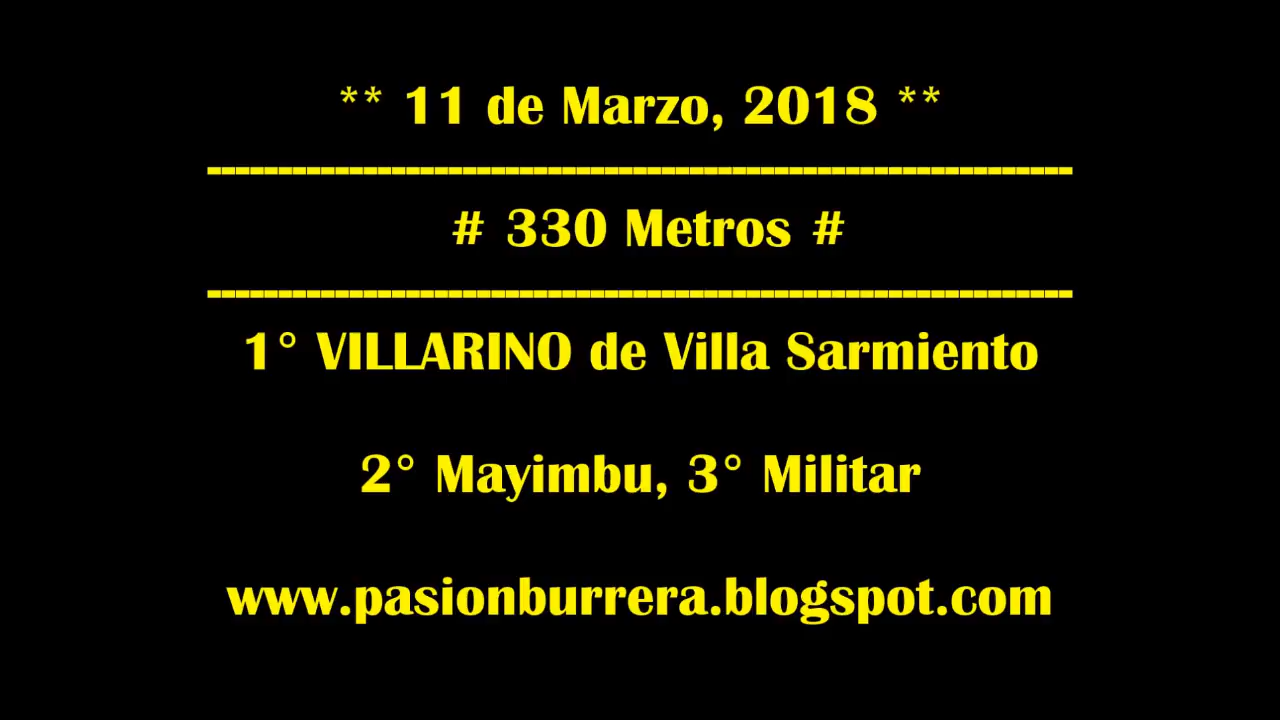 ** 11 de Marzo, 2018 **
-------------------------------------------------------------
# 330 Metros #
-------------------------------------------------------------
1° VILLARINO de Villa Sarmiento
2° Mayimbu, 3° Militar
www.pasionburrera.blogspot.com